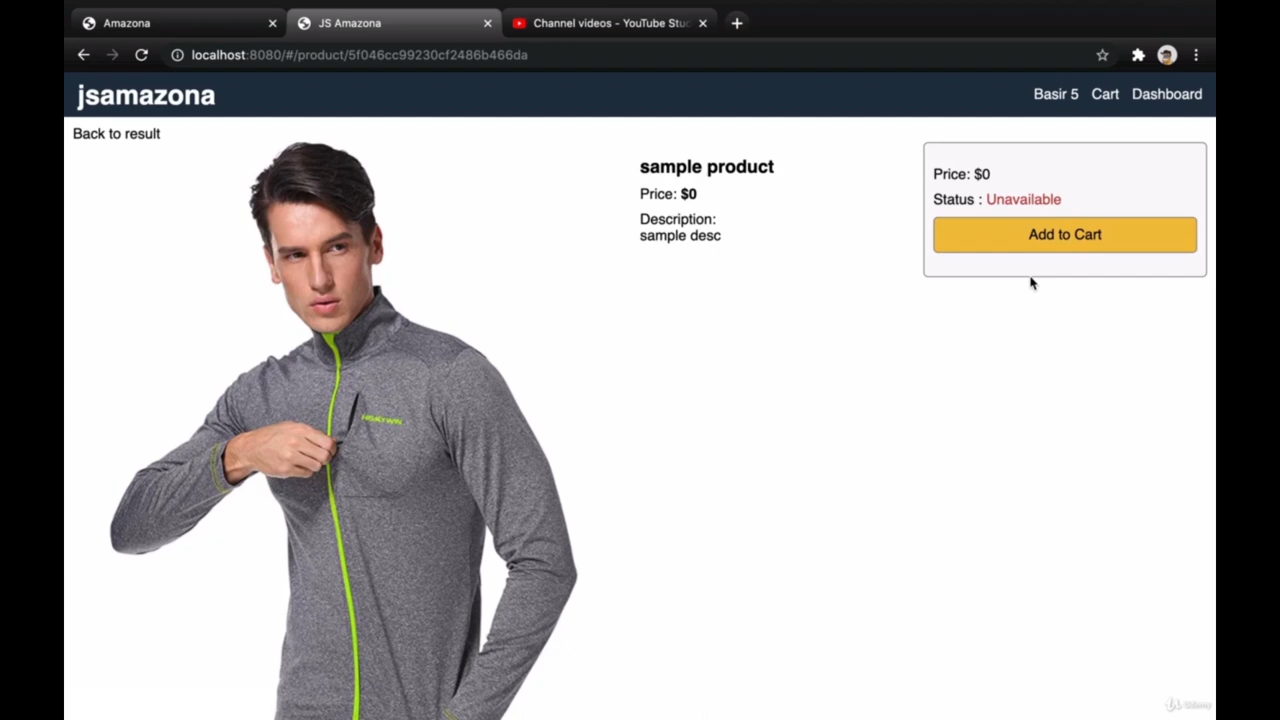 Amazona
JS Amazona
Channel videos - YouTube Stu
localhost:8080/#/product/5f046cc99230cf2486b466da
jsamazona
Basir 5 Cart Dashboard
Back to result
sample product
Price: $0
Description:
sample desc
Price: $0
Status : Unavailable
Add to Cart
Udemy